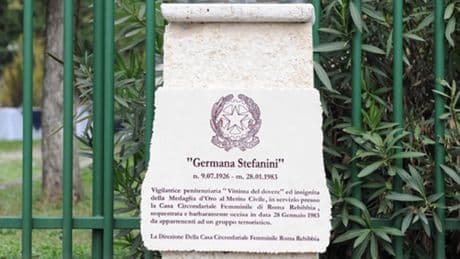 "Germana Stefanini"
n. 9.07.1926 - m. 28.01.1983
Vigilatrice penitenziaria "Vittima del dovere" ed insignita
della Medaglia d'Oro al Merito Civile, in servizio presso
la Casa Circondariale Femminile di Roma Rebibbia,
sequestrata e barbaramente uccisa in data 28 Gennaio 1983
da appartenenti ad un gruppo terroristico.
La Direzione Della Casa Circondariale Femminile Roma Rebibbia